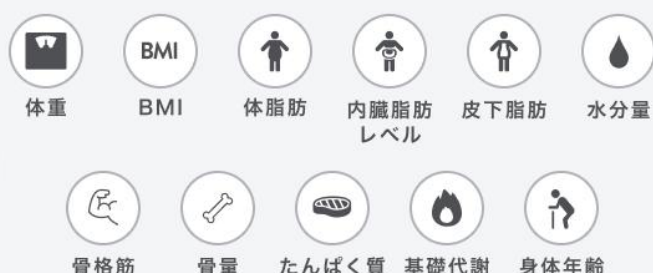 BMI
体重
BMI
体脂肪
内臓脂肪
レベル
皮下脂肪
水分量
骨格筋
骨量
たんぱく質
基礎代謝
身体年齢